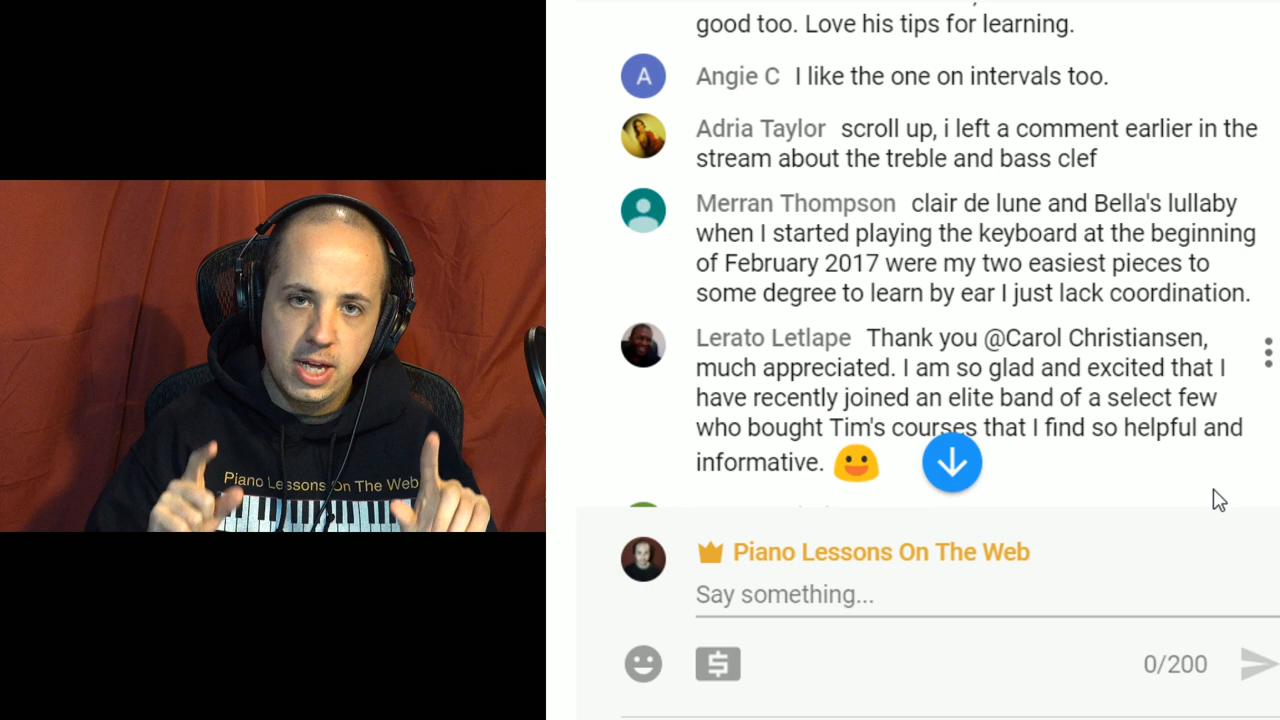 good too. Love his tips for learning.
A
Angie C I like the one on intervals too.
Adria Taylor scroll up, i left a comment earlier in the
stream about the treble and bass clef
Merran Thompson clair de lune and Bella's lullaby
when I started playing the keyboard at the beginning
of February 2017 were my two easiest pieces to
some degree to learn by ear I just lack coordination.
Lerato Letlape Thank you @Carol Christiansen,
much appreciated. I am so glad and excited that I
have recently joined an elite band of a select few
who bought Tim's courses that I find so helpful and
informative.
Piano Lessons On The Web
Piano Lessons On The Web
Say something...
$
0/200